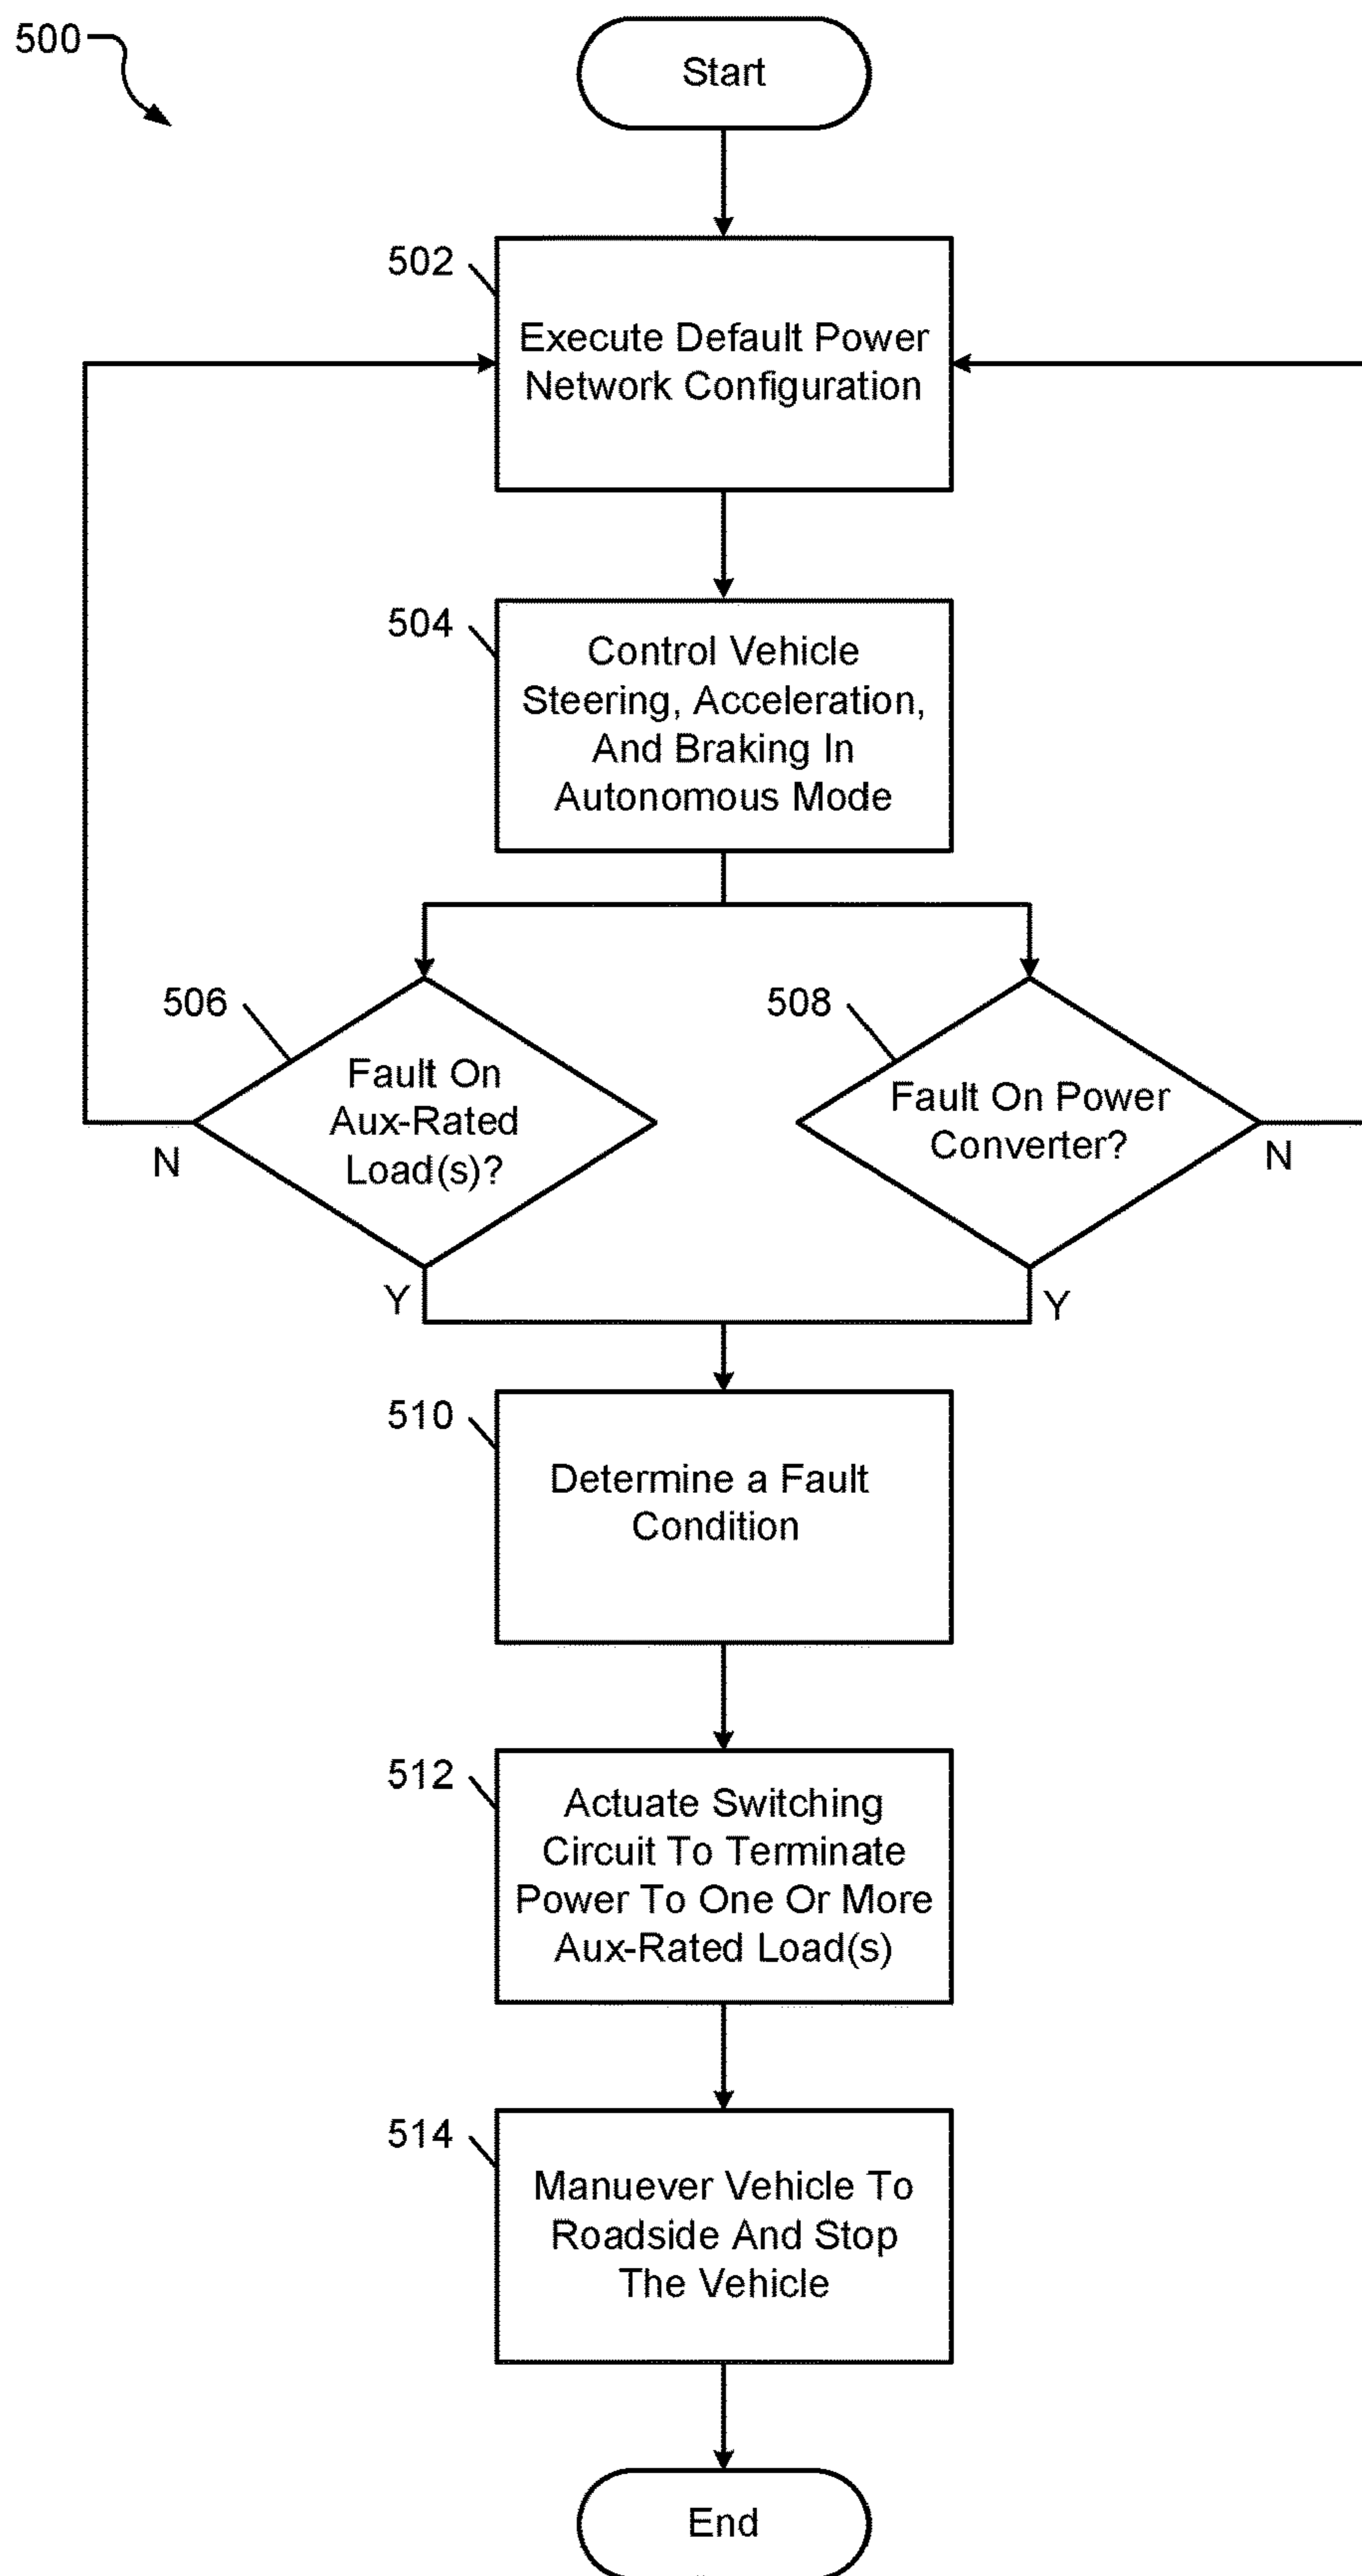 500
Start
502
Execute Default Power
Network Configuration
504
Control Vehicle
Steering, Acceleration,
And Braking In
Autonomous Mode
506
Fault On
Aux-Rated
Load(s)?
N
Y
508
Fault On Power
Converter?
N
Y
510
Determine a Fault
Condition
512
Actuate Switching
Circuit To Terminate
Power To One Or More
Aux-Rated Load(s)
514
Manuever Vehicle To
Roadside And Stop
The Vehicle
End